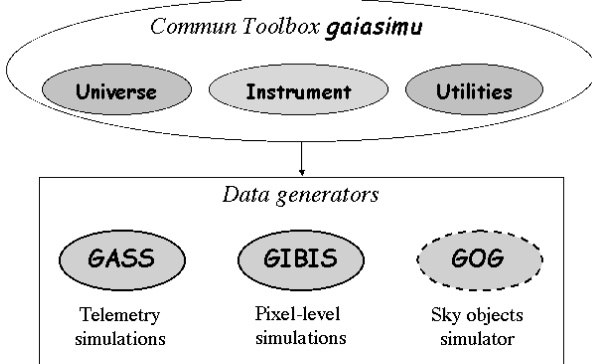 Commun Toolbox gaiasimu
Universe Instrument Utilities
Data generators
GASS GIBIS GOG
Telemetry Pixel-level Sky objects
simulations simulations simulator